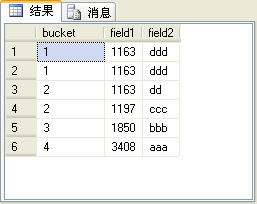 结果 消息
bucket field1 field2
1 1 1163 ddd
2 1 1163 ddd
3 2 1163 dd
4 2 1197 ccc
5 3 1850 bbb
6 4 3408 aaa